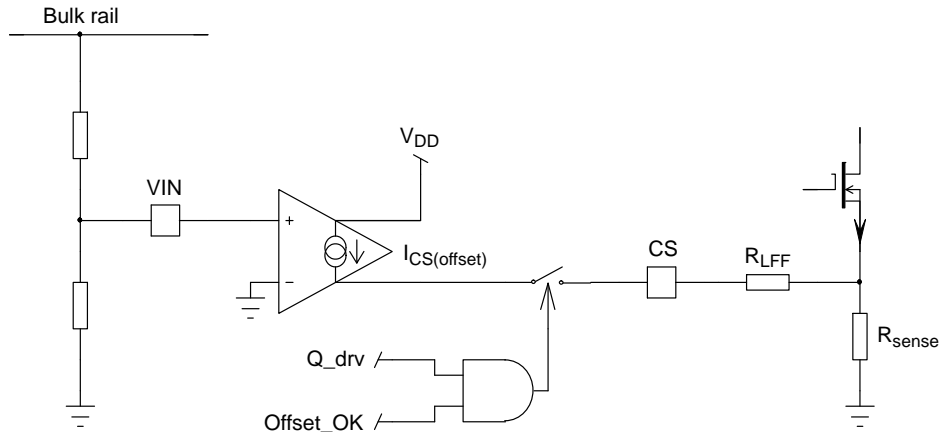 Bulk rail
VDD
VIN
+
ICS(offset)
CS
RLFF
−
Rsense
Q_drv
Offset_OK